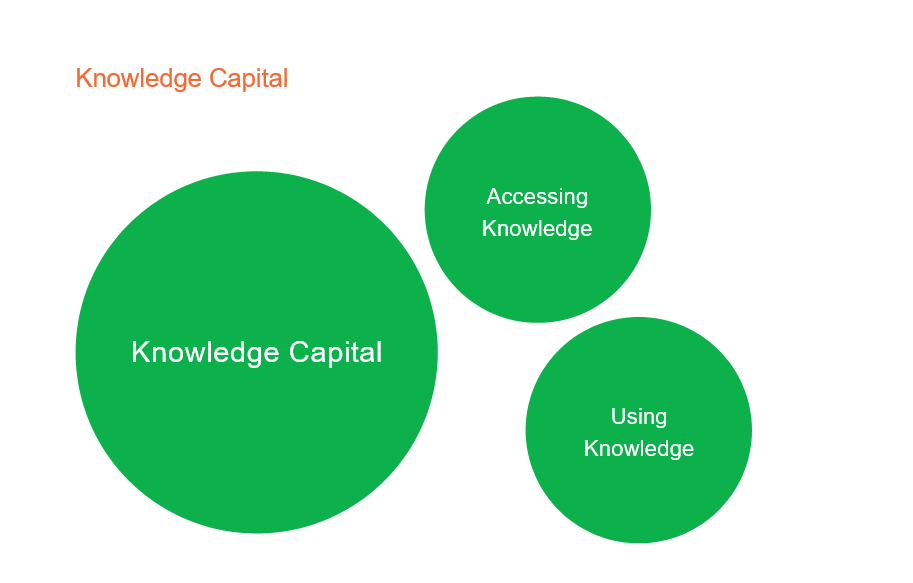 Knowledge Capital
Accessing
Knowledge
Knowledge Capital
Using
Knowledge